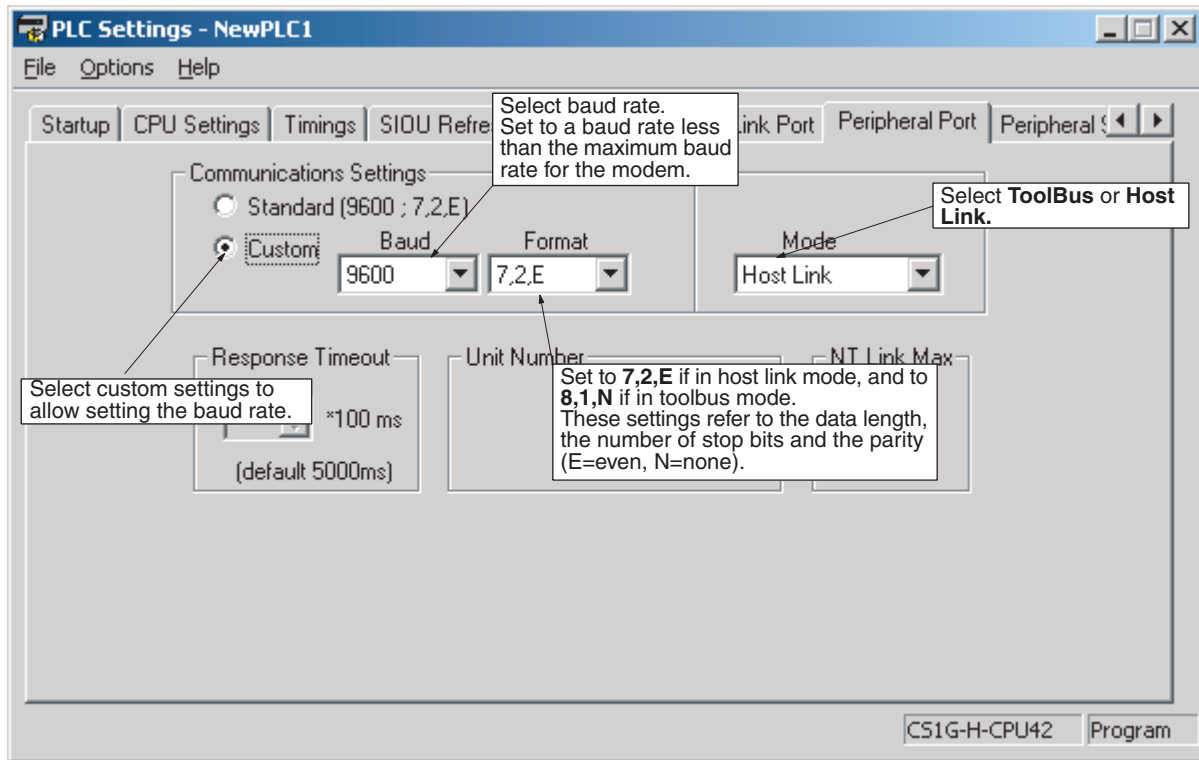 PLC Settings - NewPLC1
File Options Help
Startup CPU Settings Timings SIOU Link Port Peripheral Port Peripheral
Select baud rate.
Set to a baud rate less
than the maximum baud
rate for the modem.
Communications Settings
Standard (9600 ; 7,2,E)
Select ToolBus or Host
Link.
Custom
Baud
Format
Mode
9600
7,2,E
Host Link
Response Timeout
Unit Number
NT Link Max
Select custom settings to
allow setting the baud rate.
*100 ms
(default 5000ms)
Set to 7,2,E if in host link mode, and to
8,1,N if in toolbus mode.
These settings refer to the data length,
the number of stop bits and the parity
(E=even, N=none).
CS1G-H-CPU42
Program